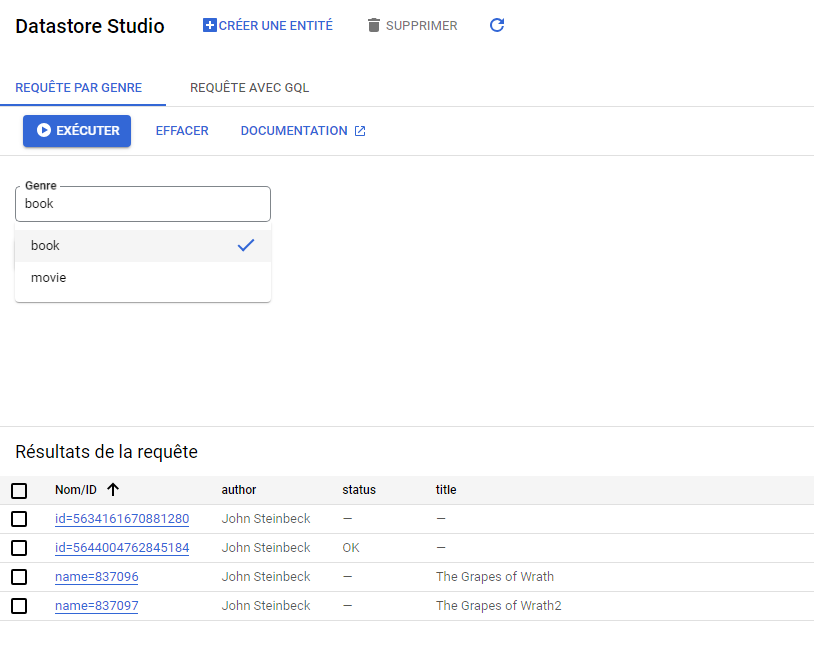 Datastore Studio CRÉER UNE ENTITÉ SUPPRIMER
REQUÊTE PAR GENRE REQUÊTE AVEC GQL
EXÉCUTER EFFACER DOCUMENTATION
Genre
book
book
movie
Résultats de la requête
Nom/ID author status title
id=5634161670881280 John Steinbeck — —
id=5644004762845184 John Steinbeck OK —
name=837096 John Steinbeck — The Grapes of Wrath
name=837097 John Steinbeck — The Grapes of Wrath2